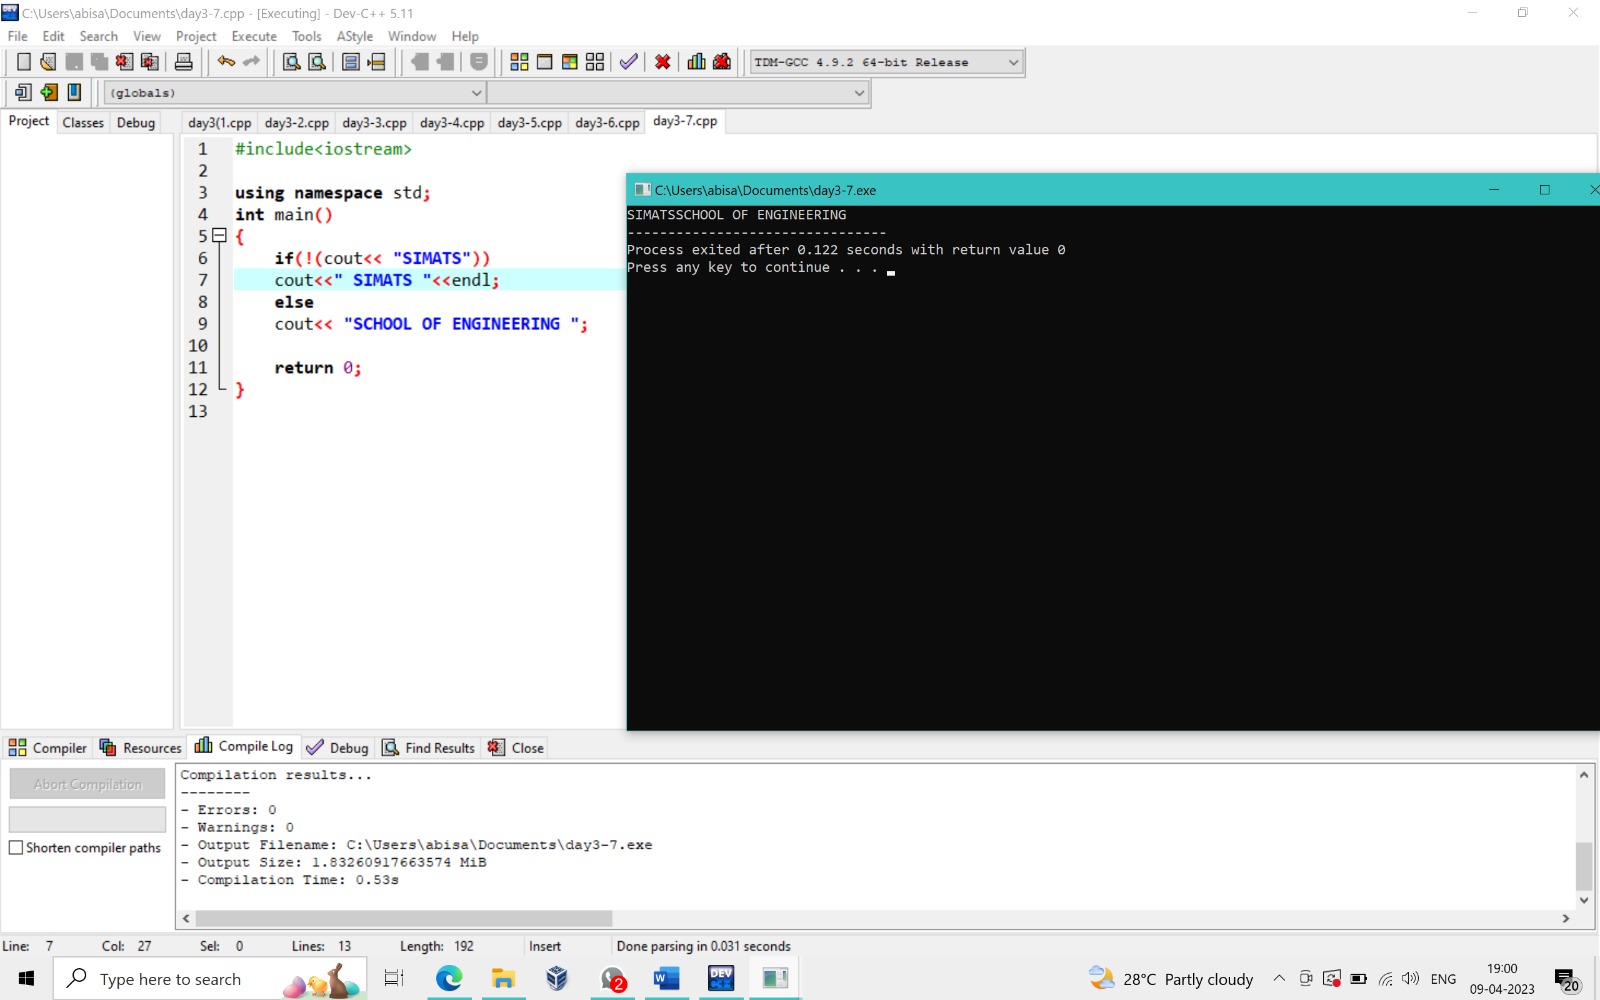 C:\Users\abisa\Documents\day3-7.cpp - [Executing] - Dev-C++ 5.11
File Edit Search View Project Execute Tools AStyle Window Help
TDM-GCC 4.9.2 64-bit Release
(globals)
Project Classes Debug
day3(1.cpp day3-2.cpp day3-3.cpp day3-4.cpp day3-5.cpp day3-6.cpp day3-7.cpp
1 #include<iostream>
2
3 using namespace std;
4 int main()
5 {
6 if(!(cout<< "SIMATS"))
7 cout<<" SIMATS "<<endl;
8 else
9 cout<< "SCHOOL OF ENGINEERING ";
10
11 return 0;
12 }
13
C:\Users\abisa\Documents\day3-7.exe
SIMATSSCHOOL OF ENGINEERING
--------------------------------
Process exited after 0.122 seconds with return value 0
Press any key to continue . . .
Compiler Resources Compile Log Debug Find Results Close
Abort Compilation
Shorten compiler paths
Compilation results...
--------
- Errors: 0
- Warnings: 0
- Output Filename: C:\Users\abisa\Documents\day3-7.exe
- Output Size: 1.83260917663574 MiB
- Compilation Time: 0.53s
Line: 7 Col: 27 Sel: 0 Lines: 13 Length: 192 Insert Done parsing in 0.031 seconds
Type here to search
2
W
DEV
C++
28°C Partly cloudy
ENG
19:00
09-04-2023
20